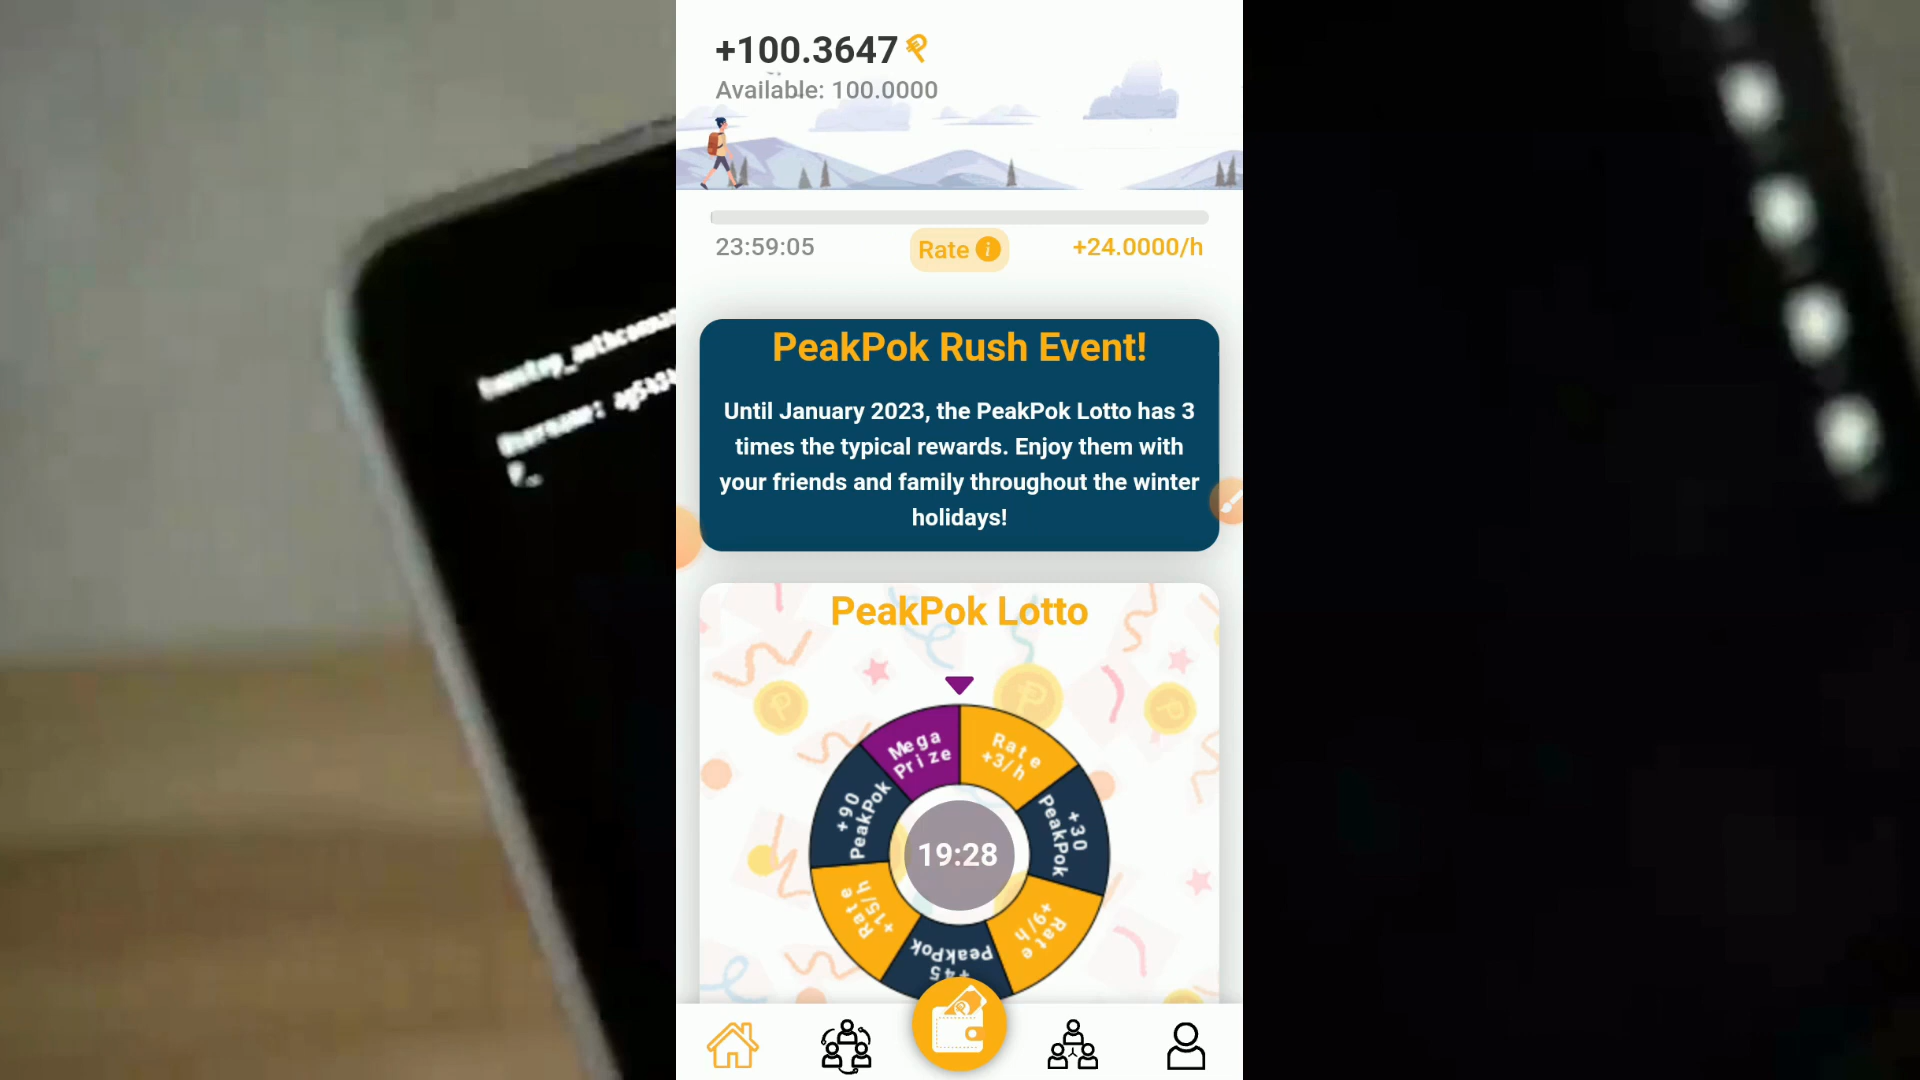 +100.3647
Available: 100.0000
23:59:05
Rate i
+24.0000/h
PeakPok Rush Event!
Until January 2023, the PeakPok Lotto has 3
times the typical rewards. Enjoy them with
your friends and family throughout the winter
holidays!
PeakPok Lotto
Mega
Prize
Rate
+3/h
+30
PeakPok
Rate
+9/h
+45
PeakPok
Rate
+15/h
+90
PeakPok
19:28
Username: